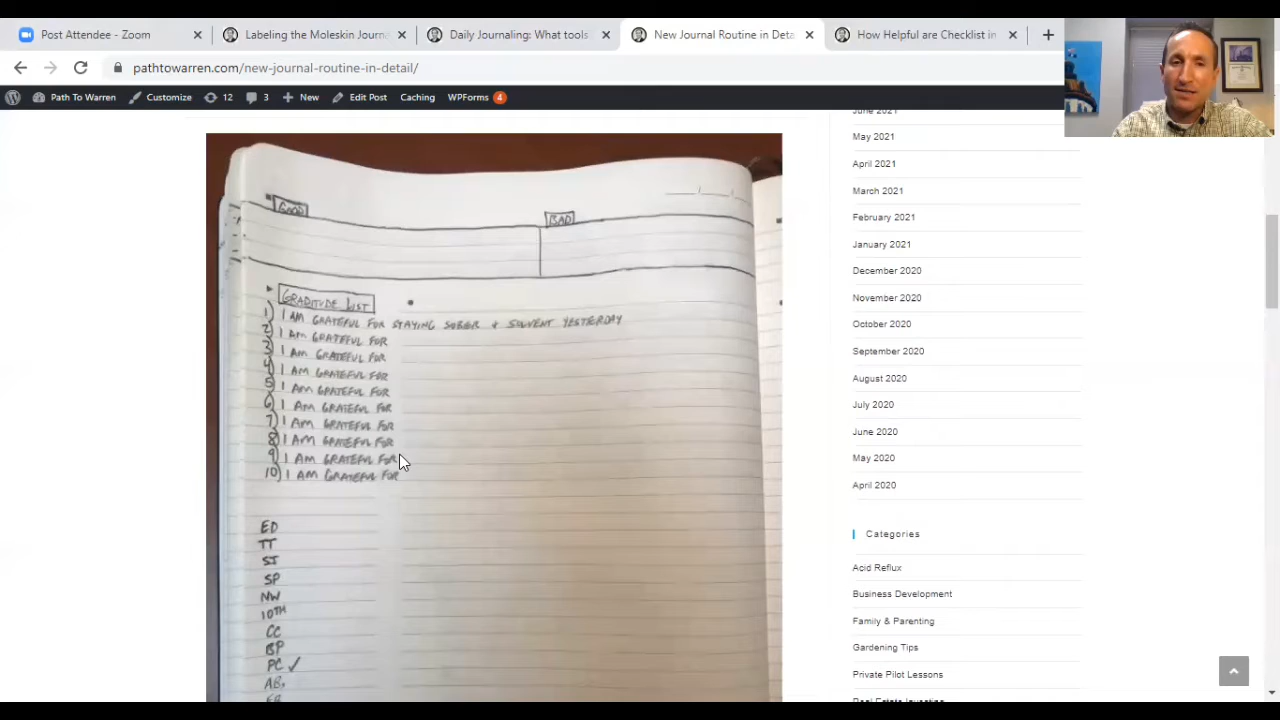 Post Attendee - Zoom
Labeling the Moleskin Journ
Daily Journaling: What tools
New Journal Routine in Deta
How Helpful are Checklist in
pathtowarren.com/new-journal-routine-in-detail/
Path To Warren
Customize
12
3
New
Edit Post
Caching
WPForms 4
GOOD
BAD
GRADITUDE LIST
1) I AM GRATEFUL FOR STAYING SOBER & SOLVENT YESTERDAY
2) I AM GRATEFUL FOR
3) I AM GRATEFUL FOR
4) I AM GRATEFUL FOR
5) I AM GRATEFUL FOR
6) I AM GRATEFUL FOR
7) I AM GRATEFUL FOR
8) I AM GRATEFUL FOR
9) I AM GRATEFUL FOR
10) I AM GRATEFUL FOR
ED
TT
ST
SP
NW
10TH
CC
BP
PC ✓
AB
June 2021
May 2021
April 2021
March 2021
February 2021
January 2021
December 2020
November 2020
October 2020
September 2020
August 2020
July 2020
June 2020
May 2020
April 2020
Categories
Acid Reflux
Business Development
Family & Parenting
Gardening Tips
Private Pilot Lessons
Real Estate Investing